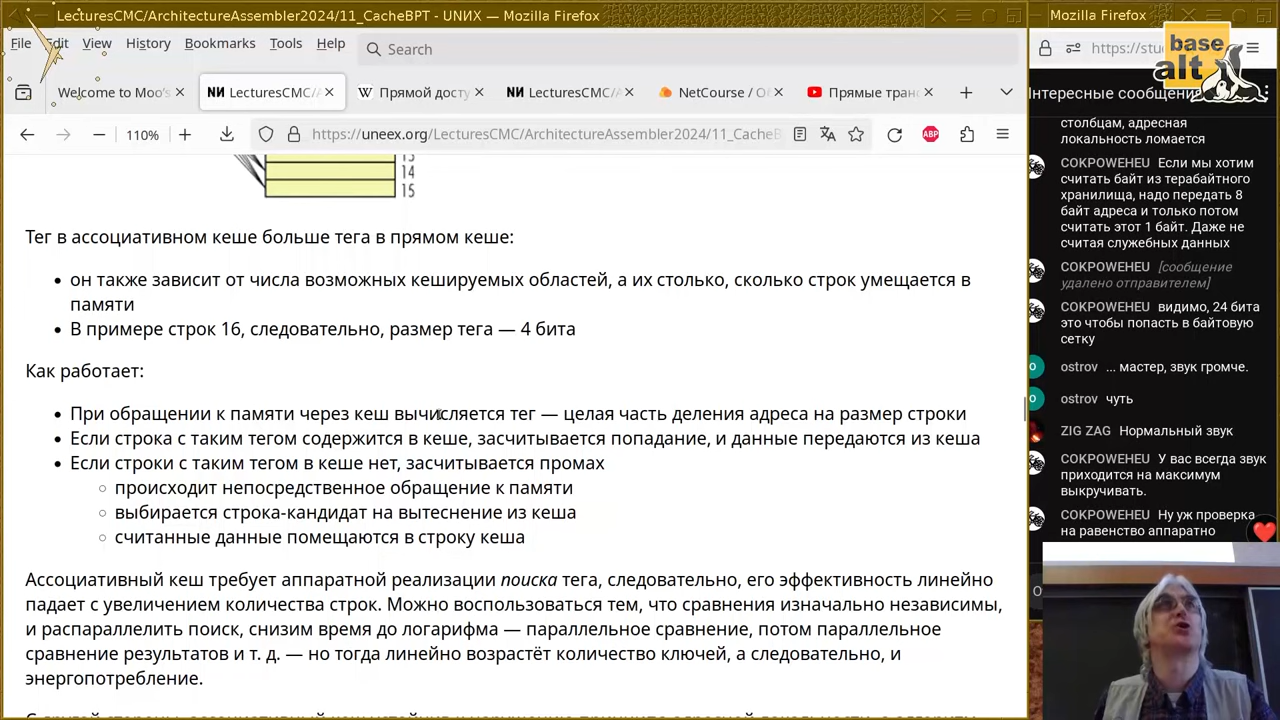 LecturesCMC/ArchitectureAssembler2024/11_CacheBPT - UNИX — Mozilla Firefox
File Edit View History Bookmarks Tools Help
Search
Welcome to Moo's
LecturesCMC/A
Прямой досту
LecturesCMC/A
NetCourse / О
Прямые транс
110%
https://uneex.org/LecturesCMC/ArchitectureAssembler2024/11_CacheB
14
15
Тег в ассоциативном кеше больше тега в прямом кеше:
он также зависит от числа возможных кешируемых областей, а их столько, сколько строк умещается в
памяти
В примере строк 16, следовательно, размер тега — 4 бита
Как работает:
При обращении к памяти через кеш вычисляется тег — целая часть деления адреса на размер строки
Если строка с таким тегом содержится в кеше, засчитывается попадание, и данные передаются из кеша
Если строки с таким тегом в кеше нет, засчитывается промах
происходит непосредственное обращение к памяти
выбирается строка-кандидат на вытеснение из кеша
считанные данные помещаются в строку кеша
Ассоциативный кеш требует аппаратной реализации поиска тега, следовательно, его эффективность линейно
падает с увеличением количества строк. Можно воспользоваться тем, что сравнения изначально независимы,
и распараллелить поиск, снизим время до логарифма — параллельное сравнение, потом параллельное
сравнение результатов и т. д. — но тогда линейно возрастёт количество ключей, а следовательно, и
энергопотребление.
Mozilla Firefox
https://stu
base
alt
Интересные сообщения
столбцам, адресная
локальность ломается
COKPOWEHEU Если мы хотим
считать байт из терабайтного
хранилища, надо передать 8
байт адреса и только потом
считать этот 1 байт. Даже не
считая служебных данных
COKPOWEHEU [сообщение
удалено отправителем]
COKPOWEHEU видимо, 24 бита
это чтобы попасть в байтовую
сетку
ostrov ... мастер, звук громче.
ostrov чуть
ZIG ZAG Нормальный звук
COKPOWEHEU У вас всегда звук
приходится на максимум
выкручивать.
COKPOWEHEU Ну уж проверка
на равенство аппаратно